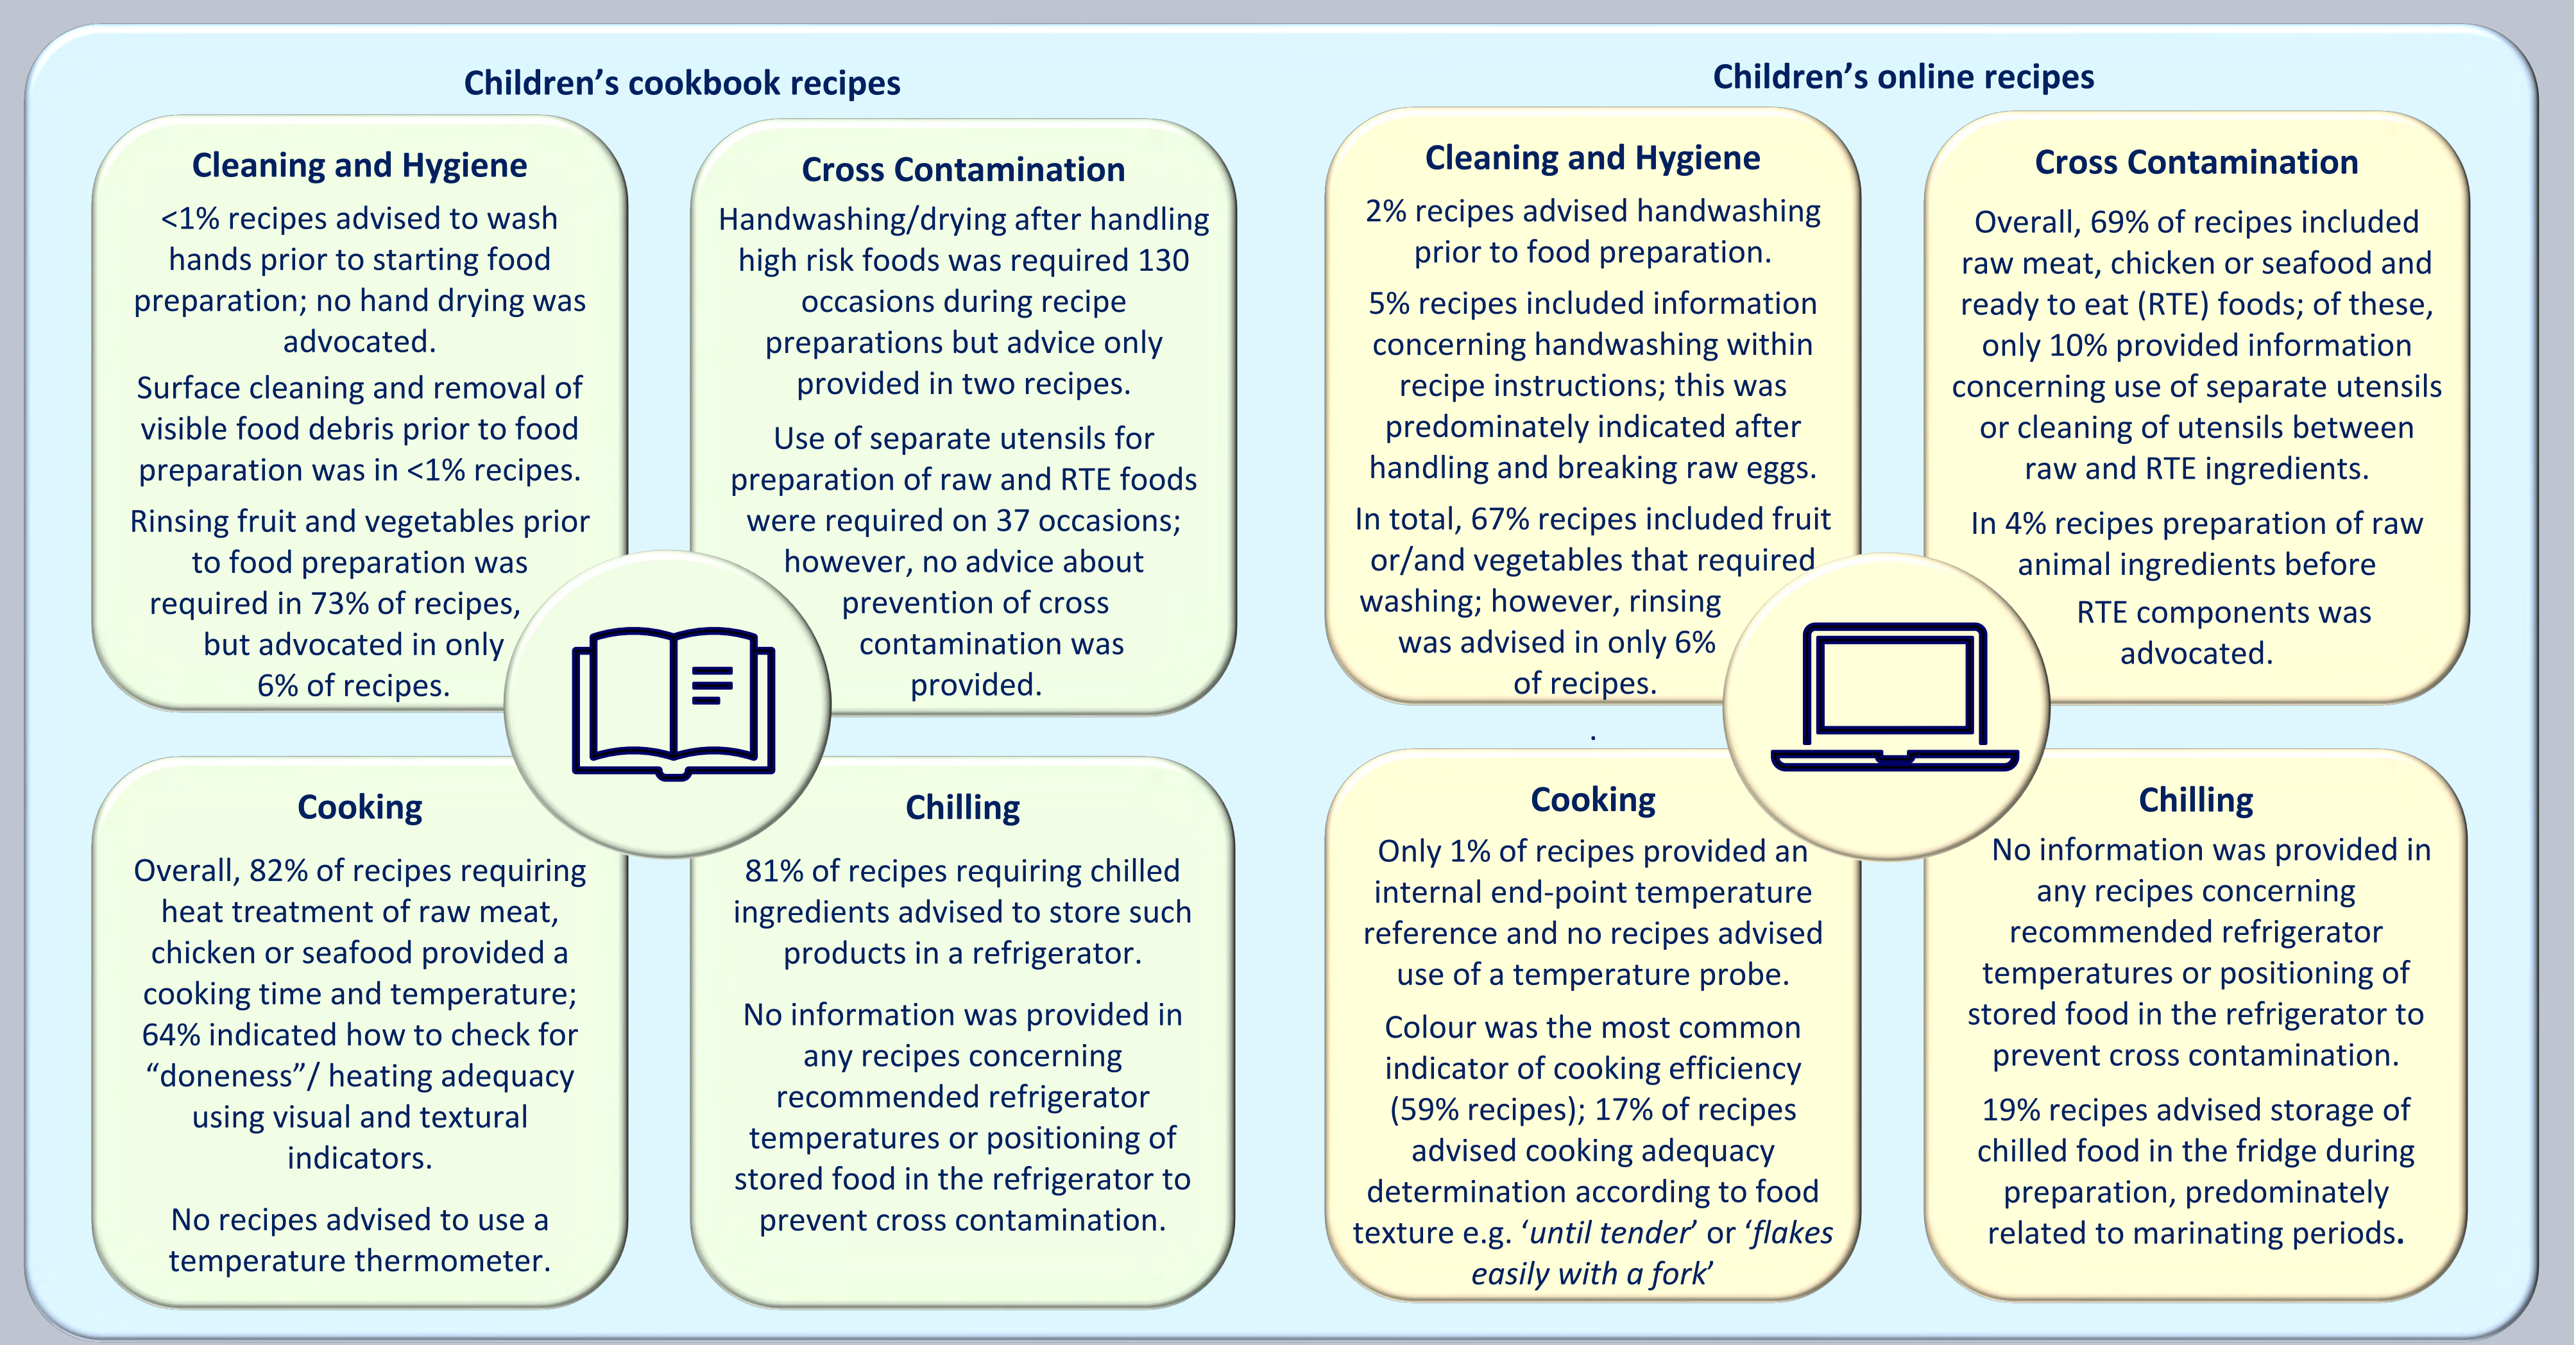 Children’s cookbook recipes
Cleaning and Hygiene
<1% recipes advised to wash
hands prior to starting food
preparation; no hand drying was
advocated.
Surface cleaning and removal of
visible food debris prior to food
preparation was in <1% recipes.
Rinsing fruit and vegetables prior
to food preparation was
required in 73% of recipes,
but advocated in only
6% of recipes.
Cross Contamination
Handwashing/drying after handling
high risk foods was required 130
occasions during recipe
preparations but advice only
provided in two recipes.
Use of separate utensils for
preparation of raw and RTE foods
were required on 37 occasions;
however, no advice about
prevention of cross
contamination was
provided.
Cooking
Overall, 82% of recipes requiring
heat treatment of raw meat,
chicken or seafood provided a
cooking time and temperature;
64% indicated how to check for
“doneness”/ heating adequacy
using visual and textural
indicators.
No recipes advised to use a
temperature thermometer.
Chilling
81% of recipes requiring chilled
ingredients advised to store such
products in a refrigerator.
No information was provided in
any recipes concerning
recommended refrigerator
temperatures or positioning of
stored food in the refrigerator to
prevent cross contamination.
Children’s online recipes
Cleaning and Hygiene
2% recipes advised handwashing
prior to food preparation.
5% recipes included information
concerning handwashing within
recipe instructions; this was
predominately indicated after
handling and breaking raw eggs.
In total, 67% recipes included fruit
or/and vegetables that required
washing; however, rinsing
was advised in only 6%
of recipes.
.
Cross Contamination
Overall, 69% of recipes included
raw meat, chicken or seafood and
ready to eat (RTE) foods; of these,
only 10% provided information
concerning use of separate utensils
or cleaning of utensils between
raw and RTE ingredients.
In 4% recipes preparation of raw
animal ingredients before
RTE components was
advocated.
Cooking
Only 1% of recipes provided an
internal end-point temperature
reference and no recipes advised
use of a temperature probe.
Colour was the most common
indicator of cooking efficiency
(59% recipes); 17% of recipes
advised cooking adequacy
determination according to food
texture e.g. ‘until tender’ or ‘flakes
easily with a fork’
Chilling
No information was provided in
any recipes concerning
recommended refrigerator
temperatures or positioning of
stored food in the refrigerator to
prevent cross contamination.
19% recipes advised storage of
chilled food in the fridge during
preparation, predominately
related to marinating periods.